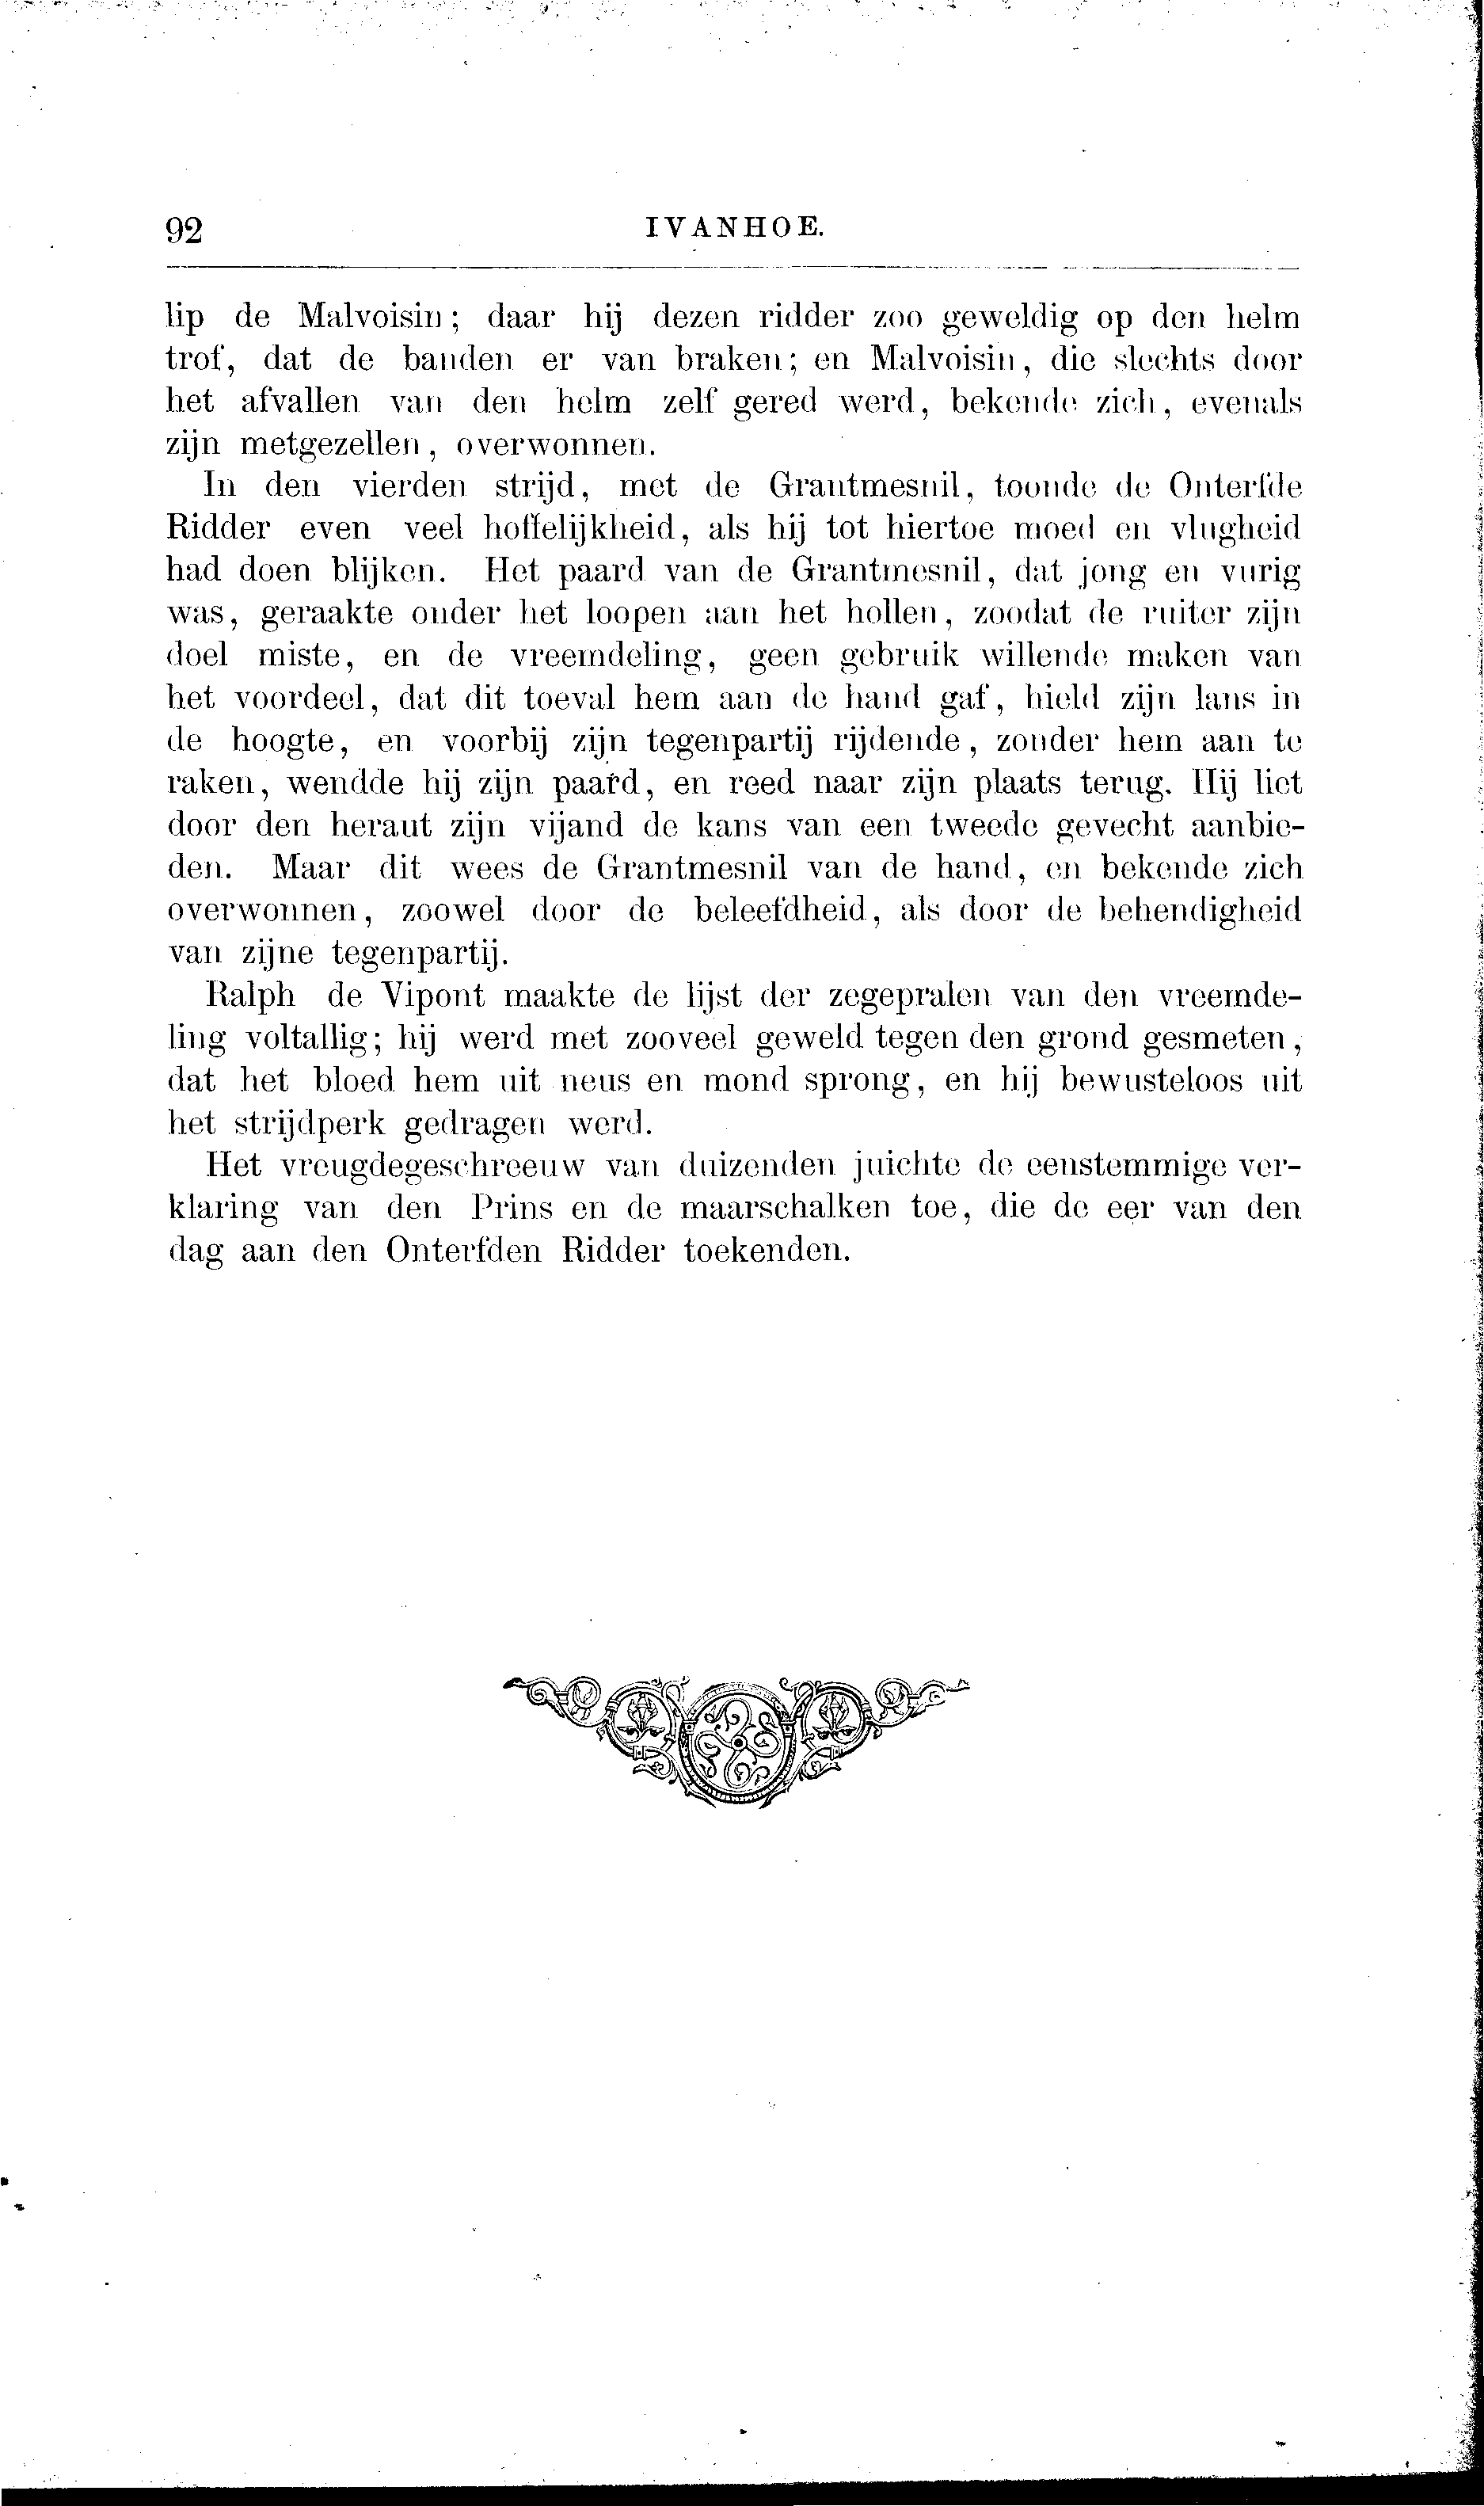 92
IVANHOE.
lip de Malvoisin; daar hij dezen ridder zoo geweldig op den helm
trof, dat de banden er van braken; en Malvoisin, die slechts door
het afvallen van den helm zelf gered werd, bekende zich, evenals
zijn metgezellen, overwonnen.
In den vierden strijd, met de Grantmesnil, toonde de Onterfde
Ridder even veel hoffelijkheid, als hij tot hiertoe moed en vlugheid
had doen blijken. Het paard van de Grantmesnil, dat jong en vurig
was, geraakte onder het loopen aan het hollen, zoodat de ruiter zijn
doel miste, en de vreemdeling, geen gebruik willende maken van
het voordeel, dat dit toeval hem aan de hand gaf, hield zijn lans in
de hoogte, en voorbij zijn tegenpartij rijdende, zonder hem aan te
raken, wendde hij zijn paard, en reed naar zijn plaats terug. Hij liet
door den heraut zijn vijand de kans van een tweede gevecht aanbie-
den. Maar dit wees de Grantmesnil van de hand, en bekende zich
overwonnen, zoowel door de beleefdheid, als door de behendigheid
van zijne tegenpartij.
Ralph de Vipont maakte de lijst der zegepralen van den vreemde-
ling voltallig; hij werd met zooveel geweld tegen den grond gesmeten,
dat het bloed hem uit neus en mond sprong, en hij bewusteloos uit
het strijdperk gedragen werd.
Het vreugdegeschreeuw van duizenden juichte de eenstemmige ver-
klaring van den Prins en de maarschalken toe, die de eer van den
dag aan den Onterfden Ridder toekenden.